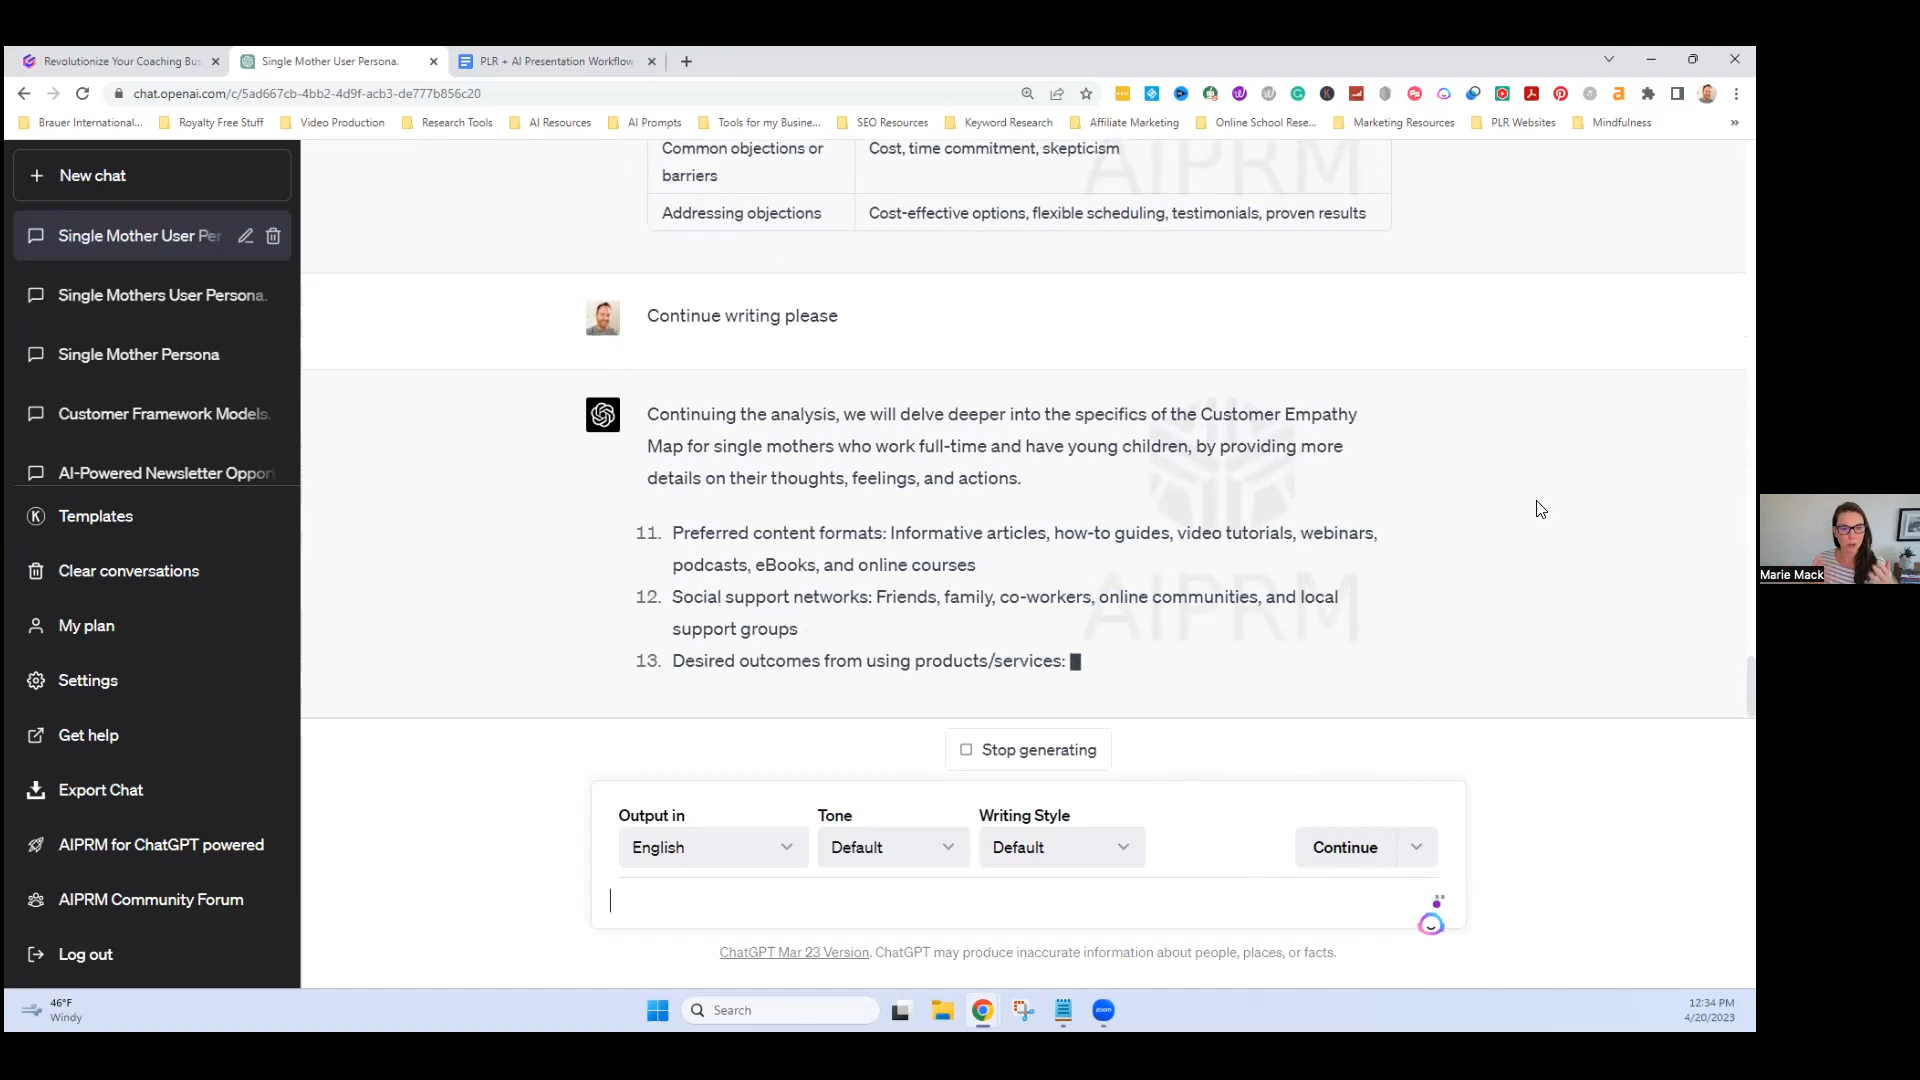 Revolutionize Your Coaching Bus
Single Mother User Persona.
PLR + AI Presentation Workflow
chat.openai.com/c/5ad667cb-4bb2-4d9f-acb3-de777b856c20
Brauer International... Royalty Free Stuff Video Production Research Tools AI Resources AI Prompts Tools for my Busine... SEO Resources Keyword Research Affiliate Marketing Online School Rese... Marketing Resources PLR Websites Mindfulness »
New chat
Single Mother User Per
Single Mothers User Persona.
Single Mother Persona
Customer Framework Models.
AI-Powered Newsletter Oppor
Templates
Clear conversations
My plan
Settings
Get help
Export Chat
AIPRM for ChatGPT powered
AIPRM Community Forum
Log out
Common objections or
barriers
Cost, time commitment, skepticism
Addressing objections
Cost-effective options, flexible scheduling, testimonials, proven results
AIPRM
Continue writing please
Continuing the analysis, we will delve deeper into the specifics of the Customer Empathy
Map for single mothers who work full-time and have young children, by providing more
details on their thoughts, feelings, and actions.
11. Preferred content formats: Informative articles, how-to guides, video tutorials, webinars,
podcasts, eBooks, and online courses
12. Social support networks: Friends, family, co-workers, online communities, and local
support groups
13. Desired outcomes from using products/services:
AIPRM
Stop generating
Output in
English
Tone
Default
Writing Style
Default
Continue
ChatGPT Mar 23 Version. ChatGPT may produce inaccurate information about people, places, or facts.
Marie Mack
46°F
Windy
Search
zoom
12:34 PM
4/20/2023